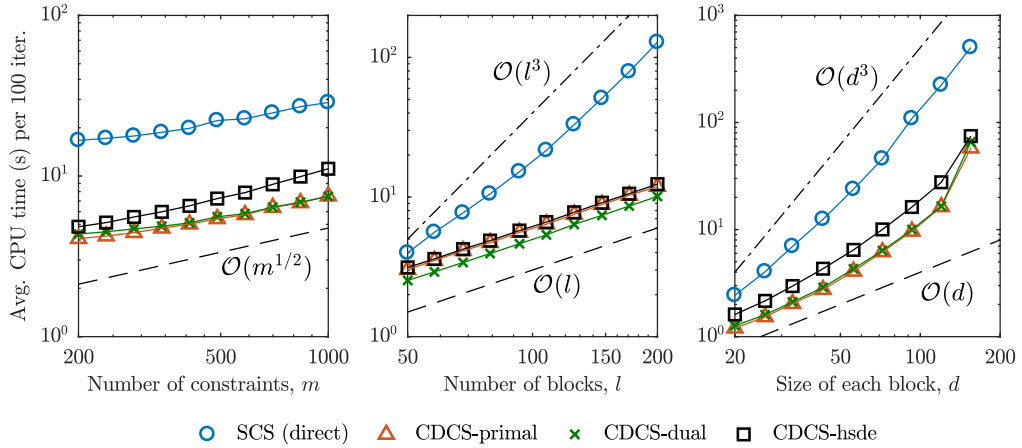 Avg. CPU time (s) per 100 iter.
10^2
10^1
10^0
O(m^{1/2})
200 500 1000
Number of constraints, m
10^2
10^1
10^0
O(l^3)
O(l)
50 100 150 200
Number of blocks, l
10^3
10^2
10^1
10^0
O(d^3)
O(d)
20 50 100 200
Size of each block, d
SCS (direct) CDCS-primal CDCS-dual CDCS-hsde